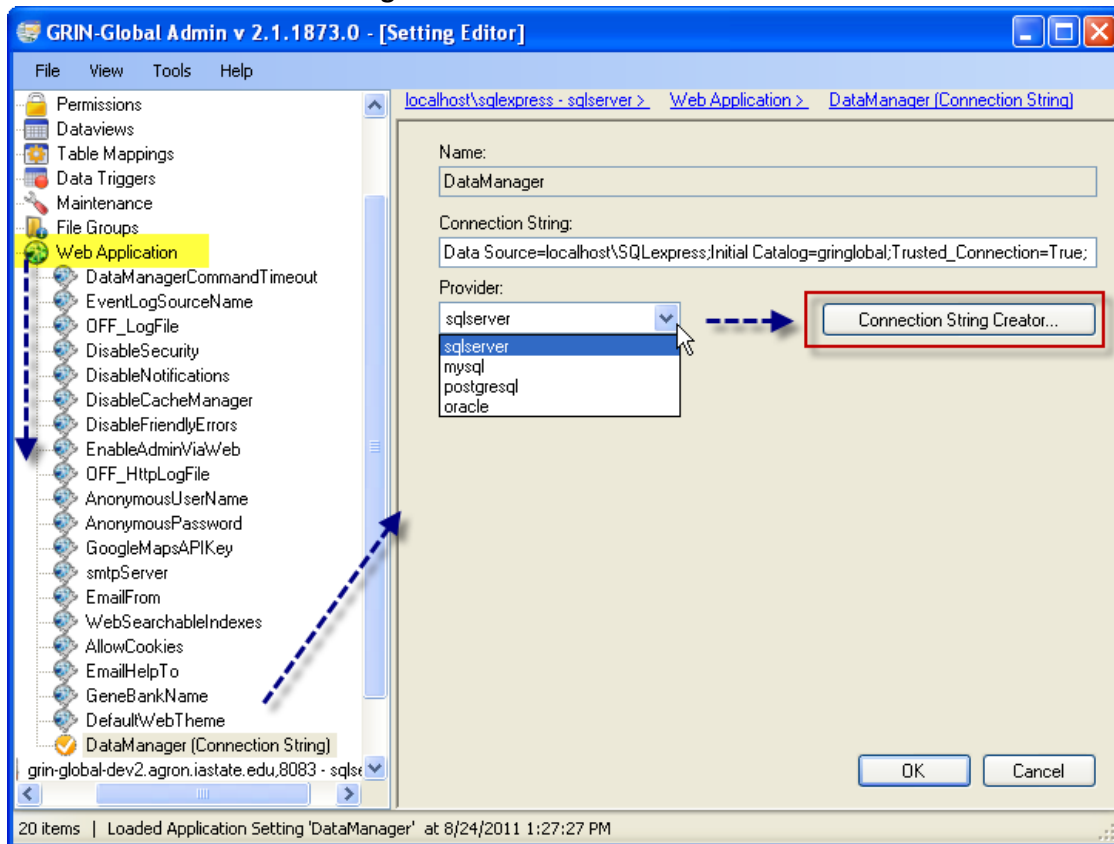 GRIN-Global Admin v 2.1.1873.0 - [Setting Editor]
File View Tools Help
Permissions
Dataviews
Table Mappings
Data Triggers
Maintenance
File Groups
Web Application
DataManagerCommandTimeout
EventLogSourceName
OFF_LogFile
DisableSecurity
DisableNotifications
DisableCacheManager
DisableFriendlyErrors
EnableAdminViaWeb
OFF_HttpLogFile
AnonymousUserName
AnonymousPassword
GoogleMapsAPIKey
smtpServer
EmailFrom
WebSearchableIndexes
AllowCookies
EmailHelpTo
GeneBankName
DefaultWebTheme
DataManager (Connection String)
grin-global-dev2.agron.iastate.edu,8083 - sqlse
localhost\sqlexpress - sqlserver > Web Application > DataManager (Connection String)
Name:
DataManager
Connection String:
Data Source=localhost\SQLexpress;Initial Catalog=gringlobal;Trusted_Connection=True;
Provider:
sqlserver
Connection String Creator...
sqlserver
mysql
postgresql
oracle
OK Cancel
20 items | Loaded Application Setting 'DataManager' at 8/24/2011 1:27:27 PM